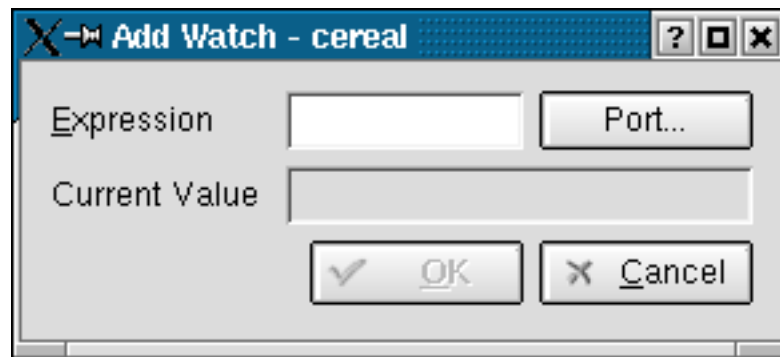 Add Watch - cereal
Expression
Port...
Current Value
OK
Cancel